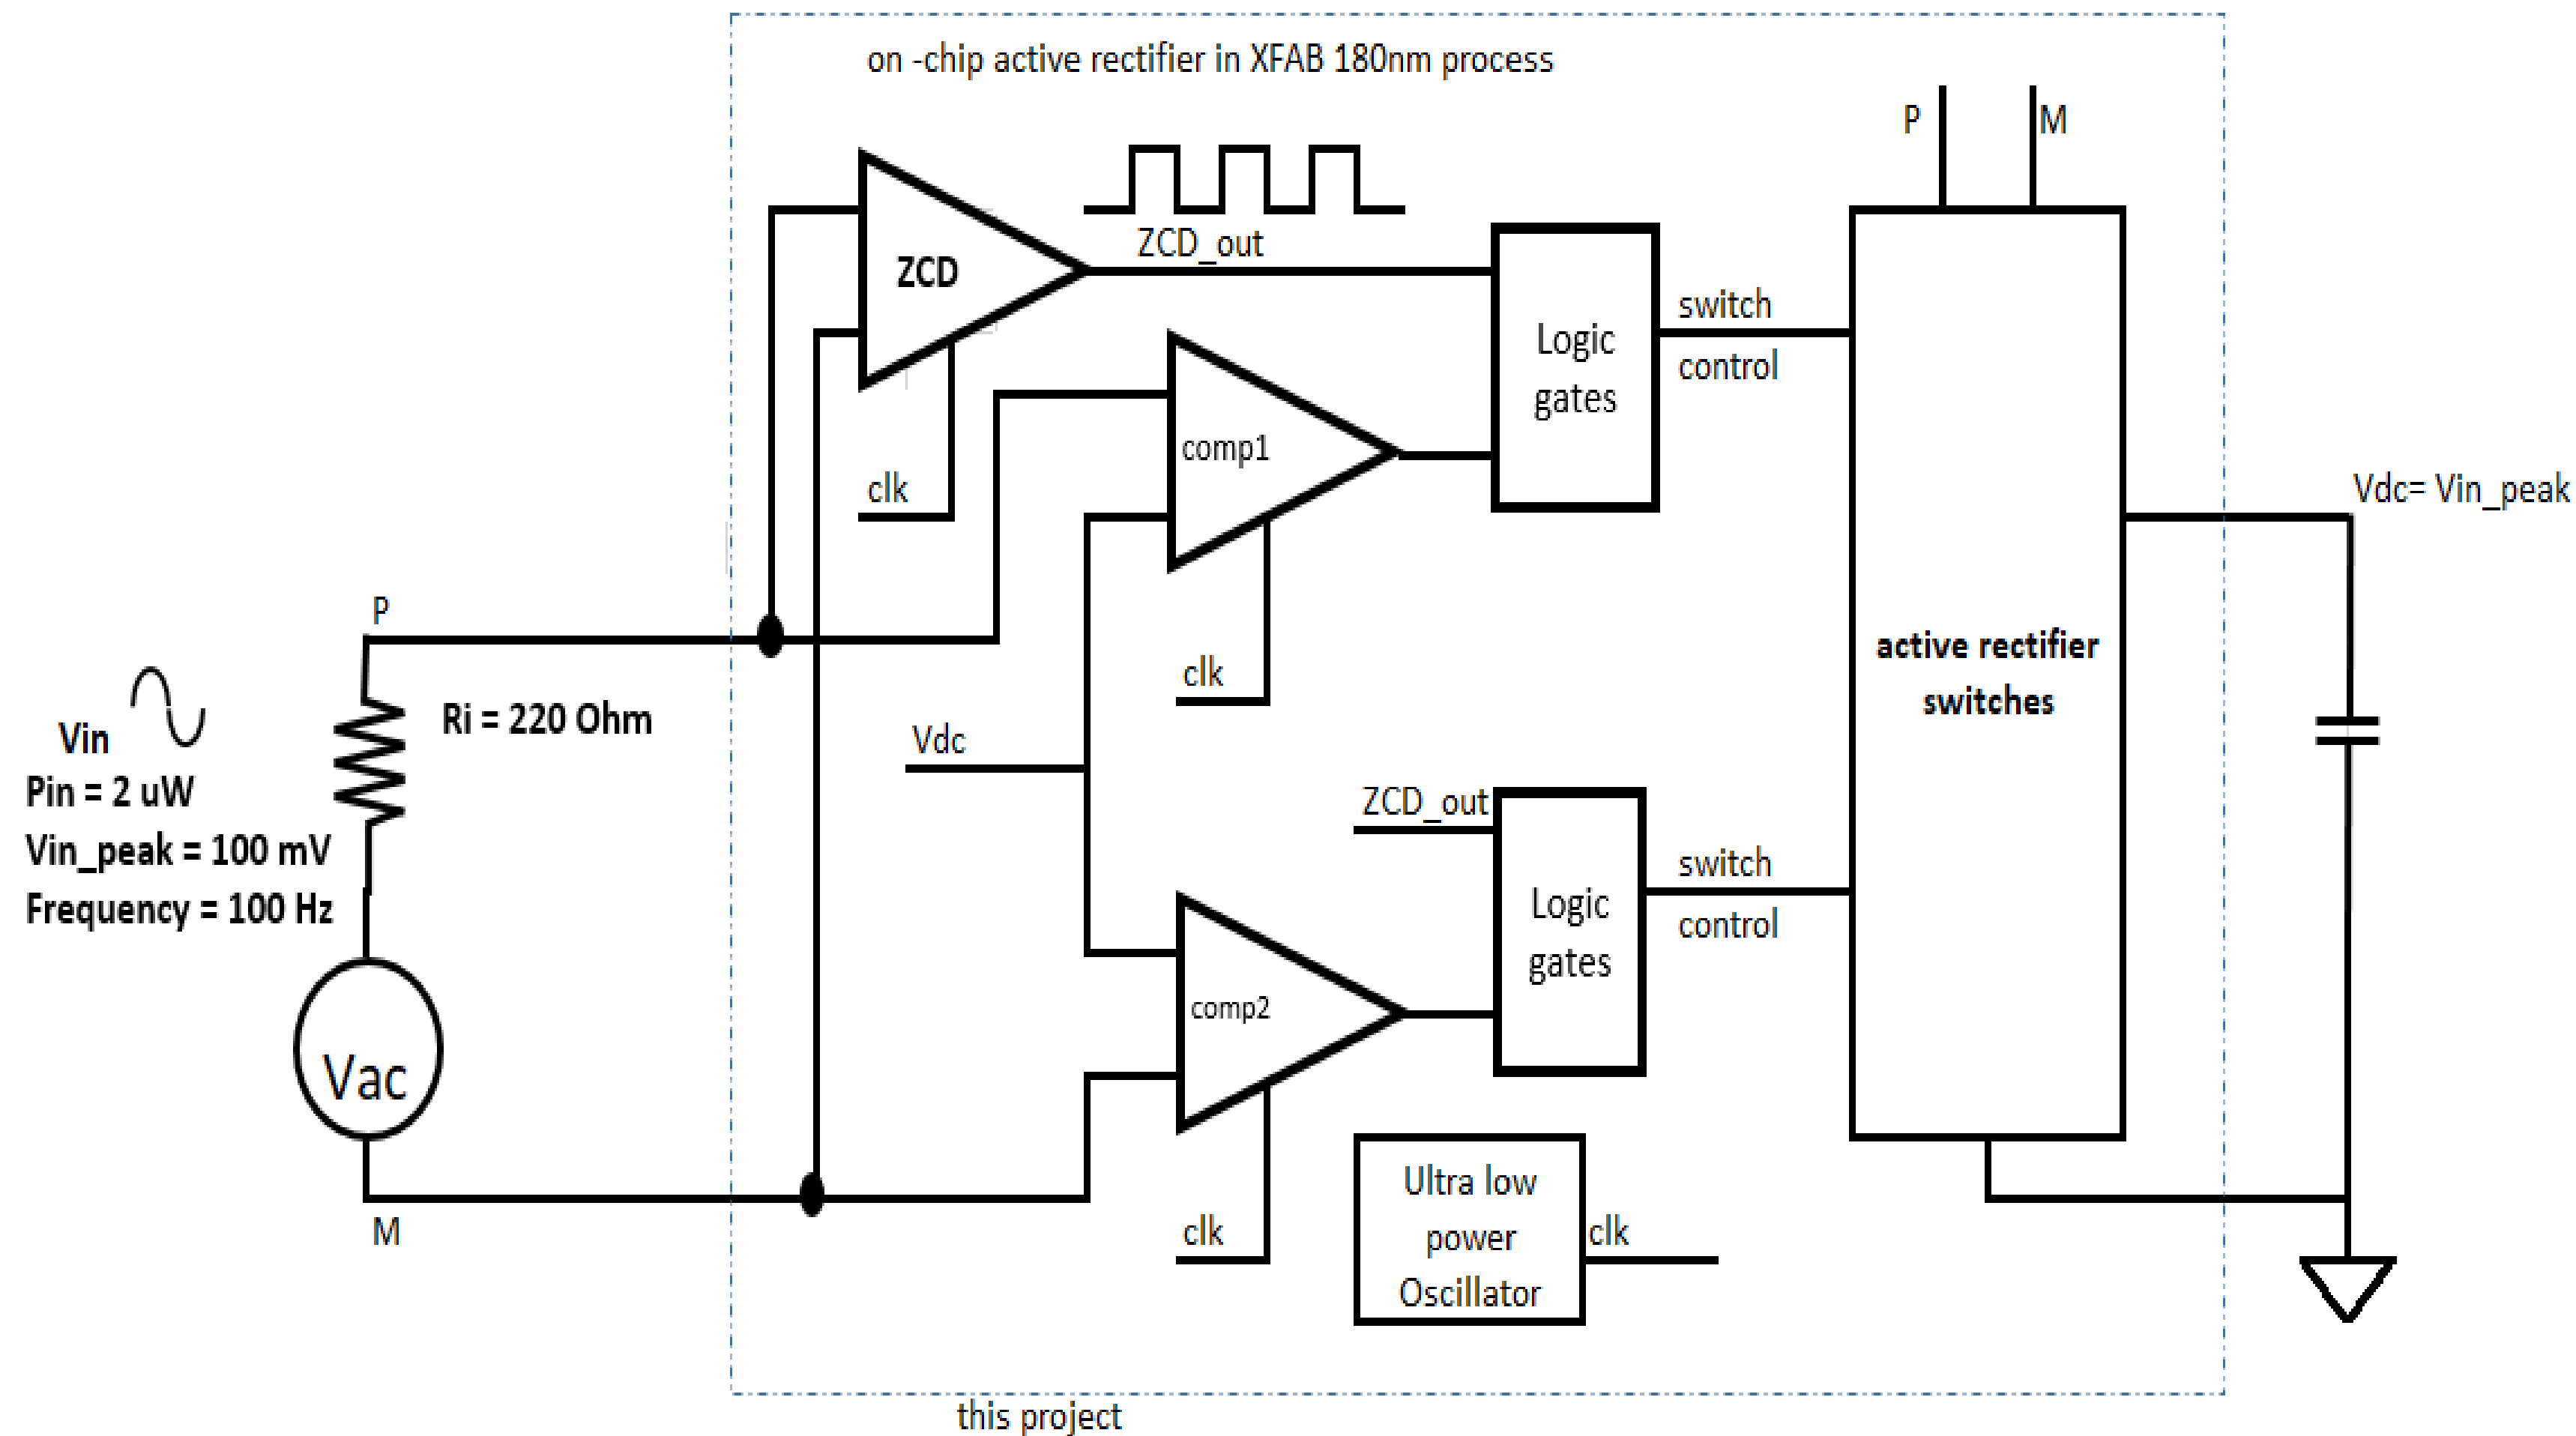 on -chip active rectifier in XFAB 180nm process
P
M
ZCD
ZCD_out
Logic
gates
switch
control
comp1
clk
Vdc= Vin_peak
P
clk
active rectifier
switches
Vin
Ri = 220 Ohm
Pin = 2 uW
Vin_peak = 100 mV
Frequency = 100 Hz
Vdc
ZCD_out
switch
control
Logic
gates
comp2
Vac
M
clk
Ultra low
power
Oscillator
clk
this project